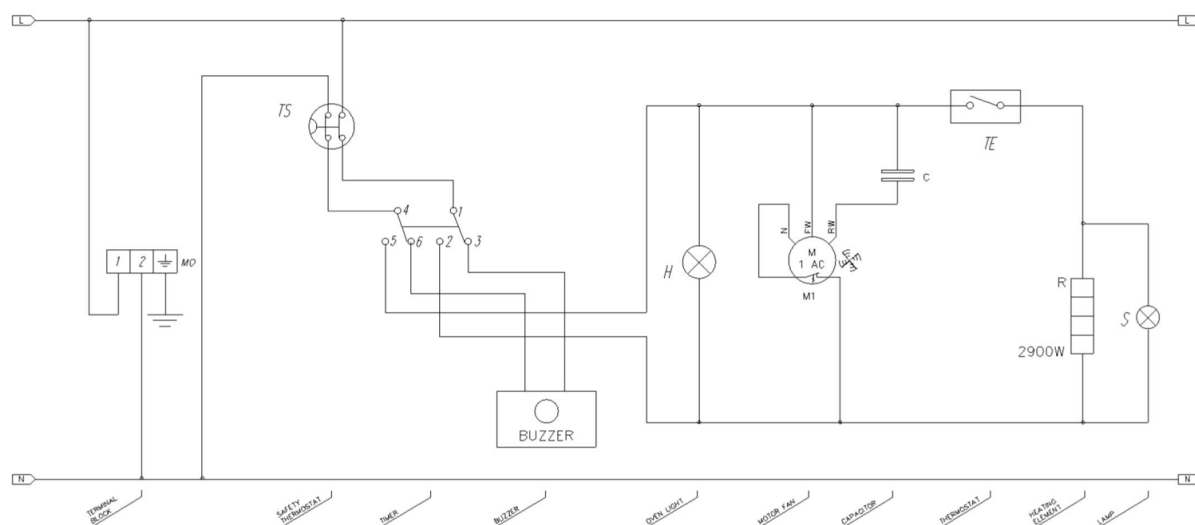 L
L
TS
TE
C
4
1
5
6
2
3
N
FW
RW
M
1 AC
M1
1
2
MO
H
R
2900W
S
BUZZER
N
N
TERMINAL
BLOCK
SAFETY
THERMOSTAT
TIMER
BUZZER
OVEN LIGHT
MOTOR FAN
CAPACITOR
THERMOSTAT
HEATING
ELEMENT
LAMP